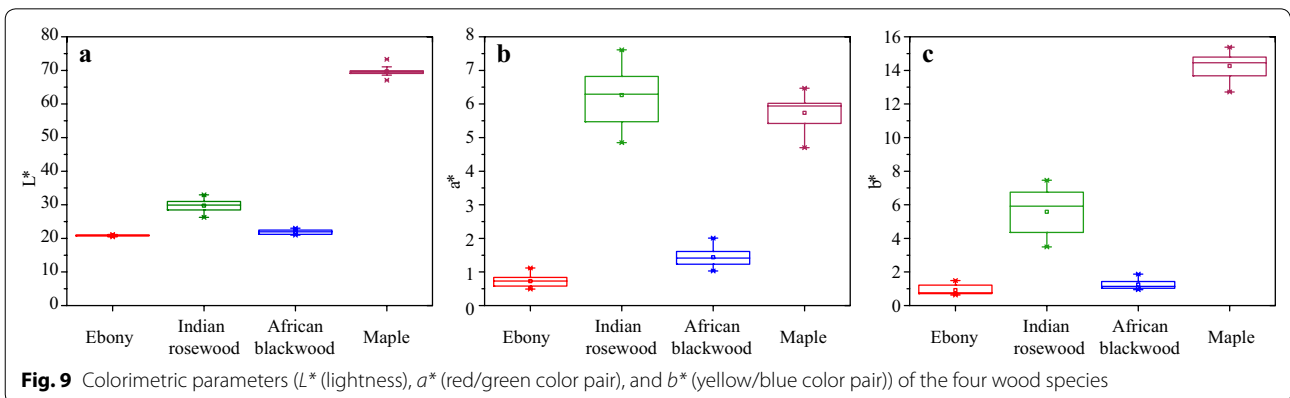 a
80
70
60
50
40
30
20
10
0
L*
Ebony
Indian
rosewood
African
blackwood
Maple
b
8
7
6
5
4
3
2
1
0
a*
Ebony
Indian
rosewood
African
blackwood
Maple
c
16
14
12
10
8
6
4
2
0
b*
Ebony
Indian
rosewood
African
blackwood
Maple
Fig. 9 Colorimetric parameters (L* (lightness), a* (red/green color pair), and b* (yellow/blue color pair)) of the four wood species